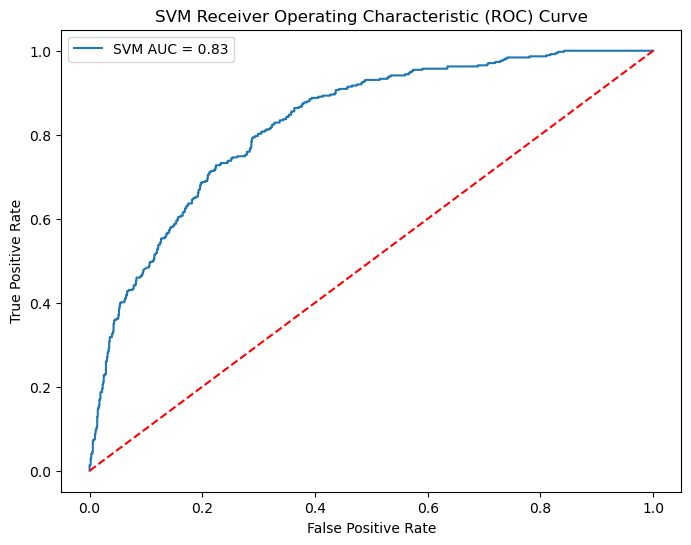 SVM Receiver Operating Characteristic (ROC) Curve
SVM AUC = 0.83
True Positive Rate
1.0
0.8
0.6
0.4
0.2
0.0
0.0 0.2 0.4 0.6 0.8 1.0
False Positive Rate